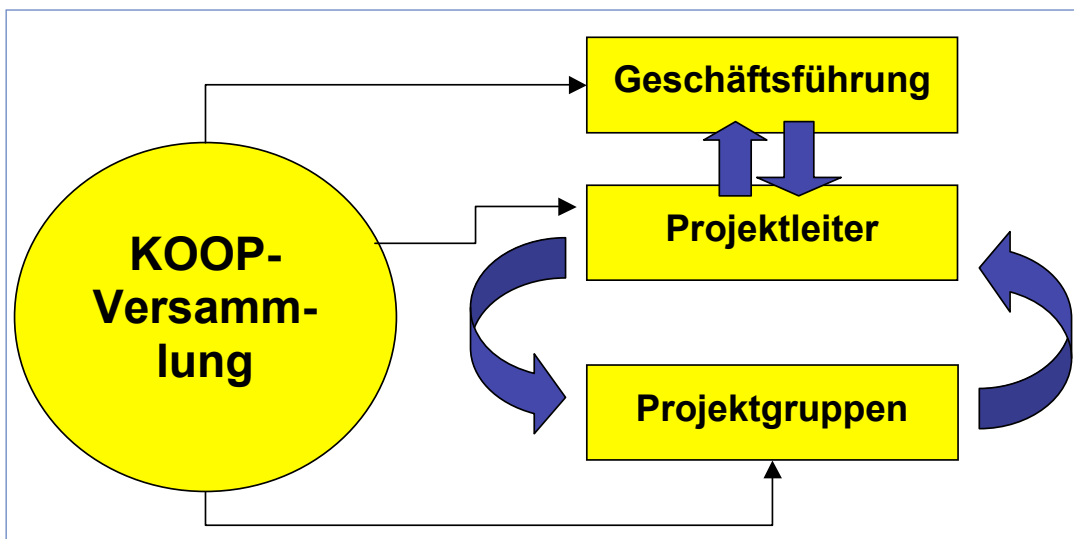 KOOP-
Versamm-
lung
Geschäftsführung
Projektleiter
Projektgruppen